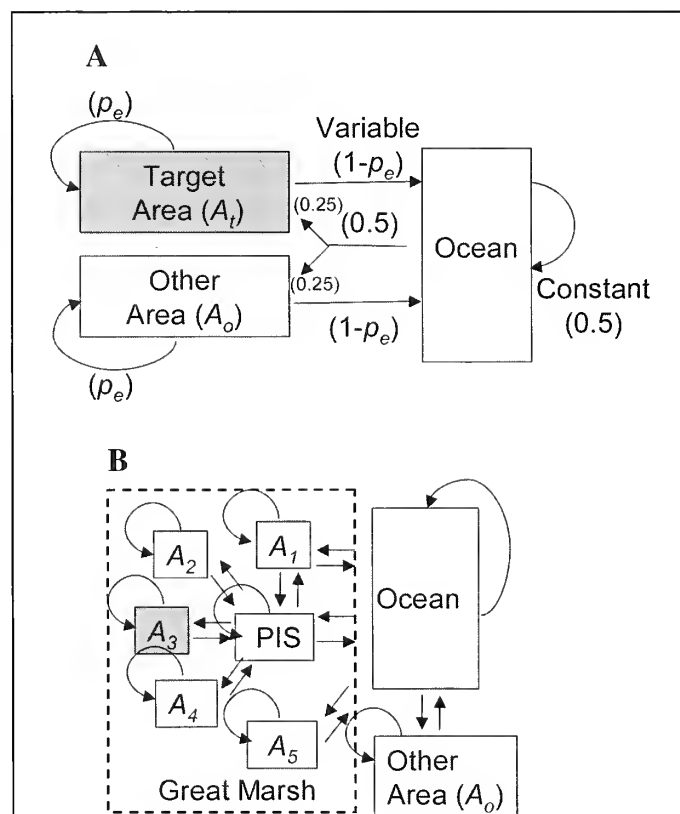 A
(p_e)
Target
Area (A_t)
Variable
(1-p_e)
(0.25)
(0.5)
Ocean
Other
Area (A_o)
(0.25)
(1-p_e)
Constant
(0.5)
(p_e)
B
A_2
A_1
Ocean
A_3
PIS
A_4
A_5
Great Marsh
Other
Area (A_o)